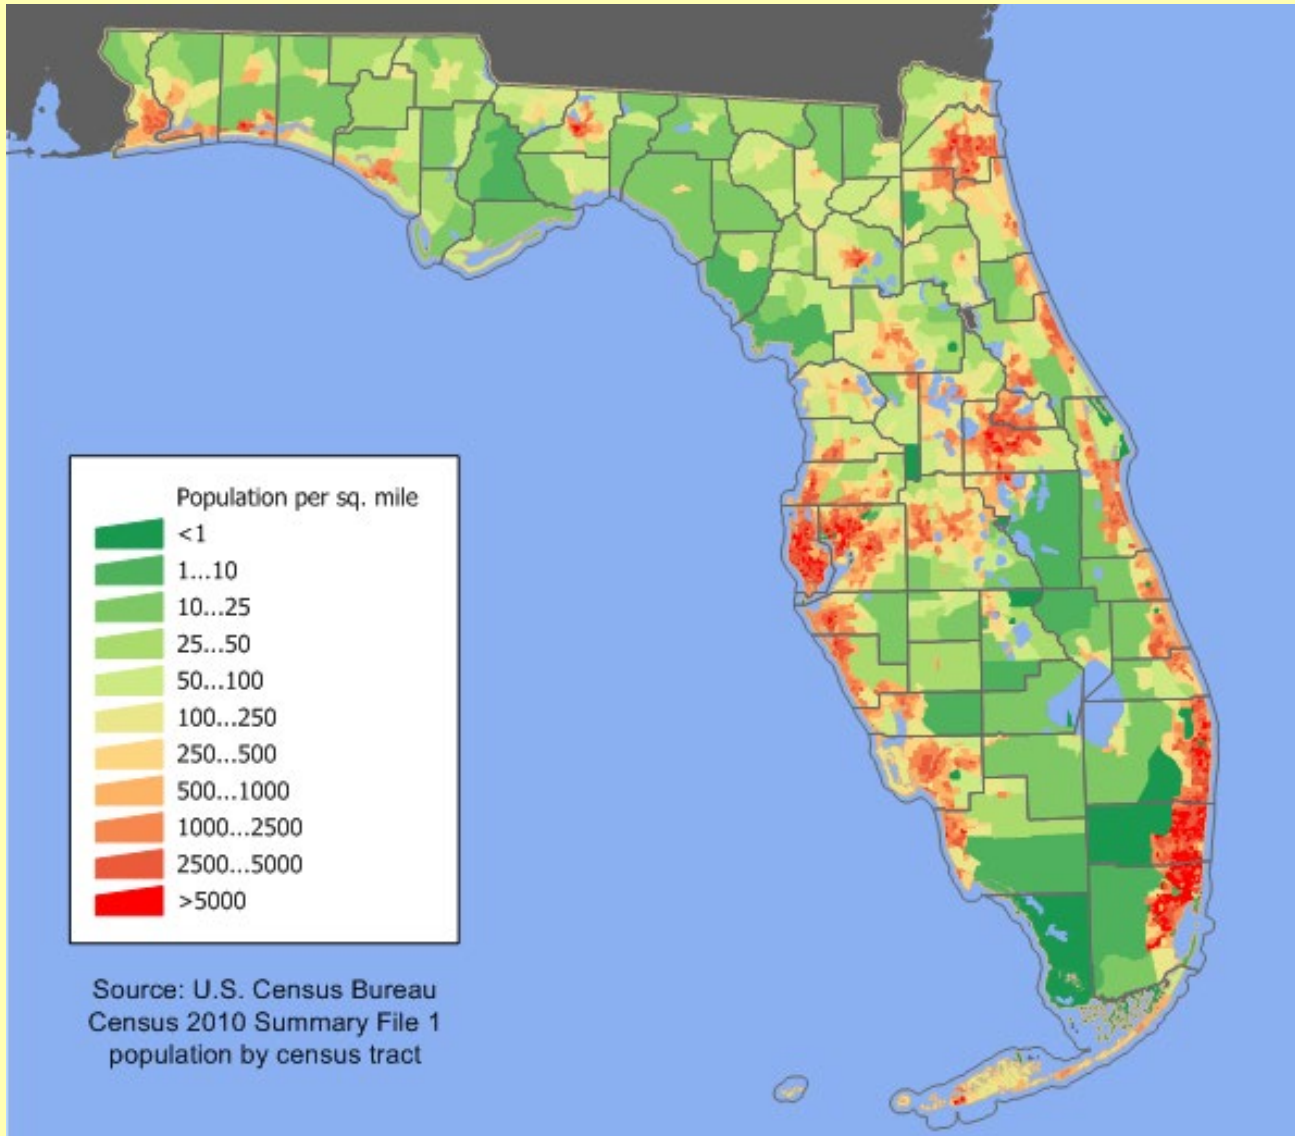 Population per sq. mile
<1
1...10
10...25
25...50
50...100
100...250
250...500
500...1000
1000...2500
2500...5000
>5000
Source: U.S. Census Bureau
Census 2010 Summary File 1
population by census tract